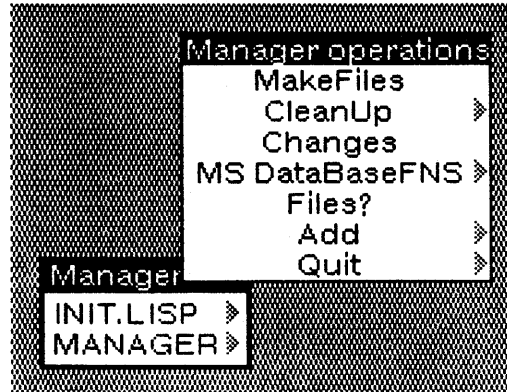 Manager operations
MakeFiles
CleanUp
Changes
MS DataBaseFNS
Files?
Add
Quit
Manager
INIT.LISP
MANAGER